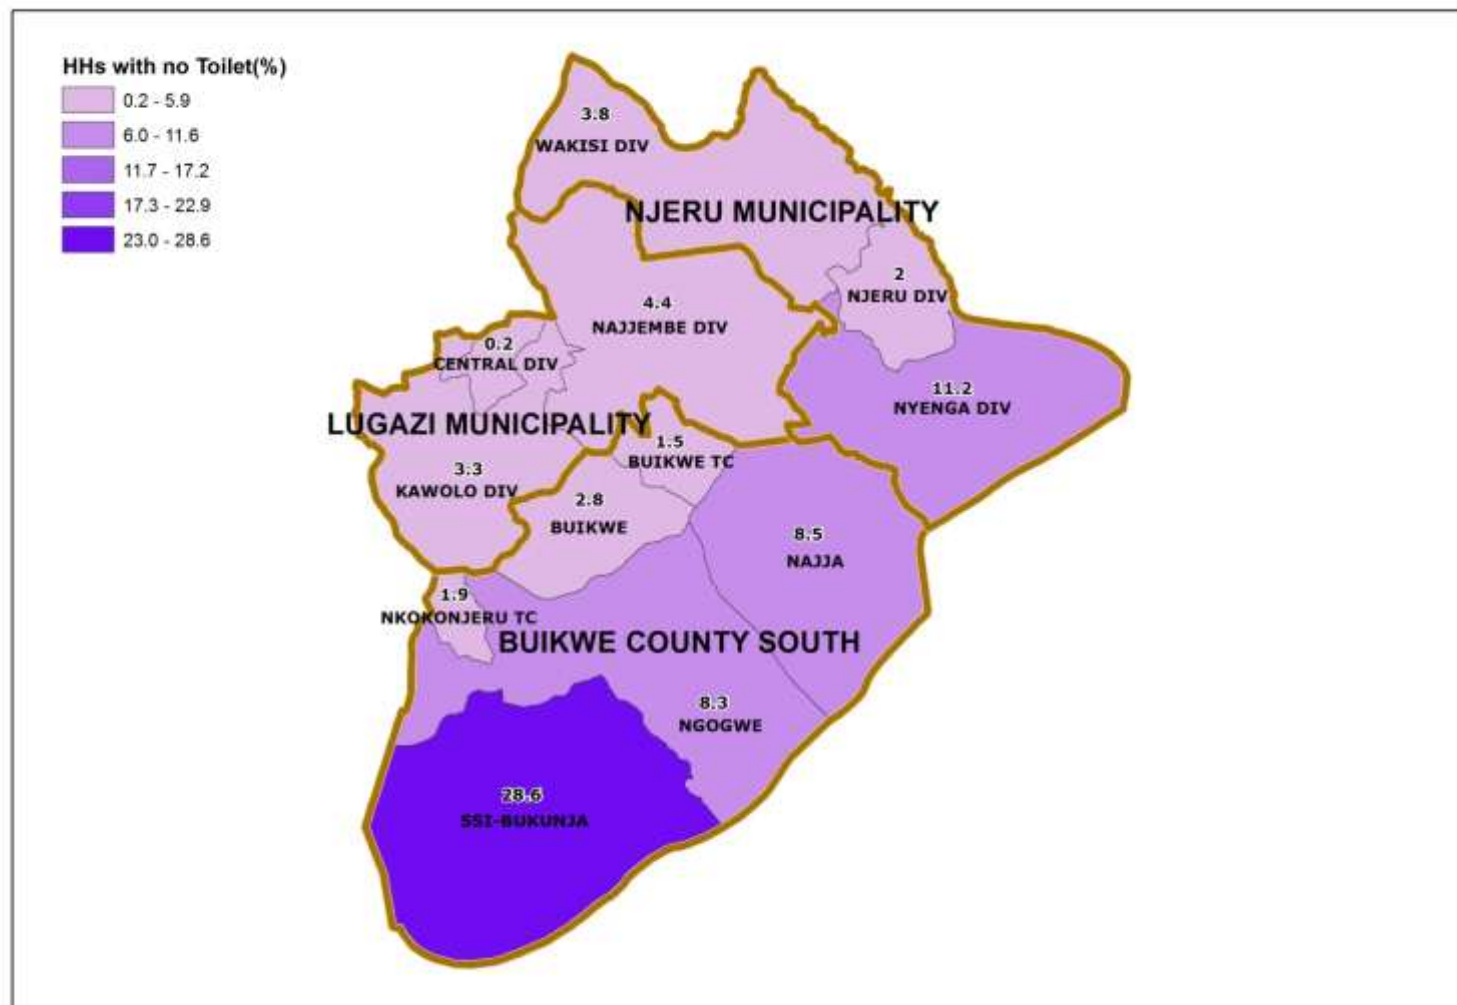 HHs with no Toilet(%)
0.2 - 5.9
6.0 - 11.6
11.7 - 17.2
17.3 - 22.9
23.0 - 28.6
3.8
WAKISI DIV
NJERU MUNICIPALITY
2
NJERU DIV
4.4
NAJJEMBE DIV
0.2
CENTRAL DIV
11.2
NYENGA DIV
LUGAZI MUNICIPALITY
1.5
BUIKWE TC
3.3
KAWOLO DIV
2.8
BUIKWE
8.5
NAJJA
1.9
NKOKONJERU TC
BUIKWE COUNTY SOUTH
8.3
NGOGWE
28.6
SSI-BUKUNJA